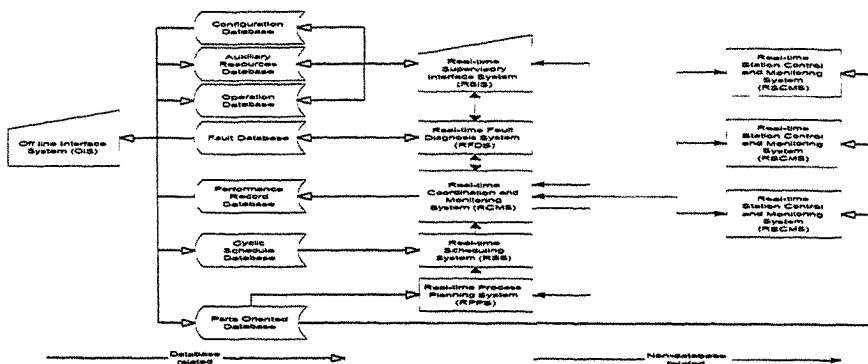 Configuration
Database
Auxiliary
Resources
Database
Operation
Database
Off line Interface
System (OIS)
Fault Database
Performance
Record
Database
Cyclic
Schedule
Database
Parts Oriented
Database
Real-time
Supervisory
Interface System
(RSIS)
Real-time Fault
Diagnosis System
(RFDS)
Real-time
Coordination and
Monitoring
System (RCMS)
Real-time
Scheduling
System (RSS)
Real-time Process
Planning System
(RPPS)
Real-time
Station Control
and Monitoring
System
(RSCMS)
Real-time
Station Control
and Monitoring
System
(RSCMS)
Real-time
Station Control
and Monitoring
System
(RSCMS)
Database
related
Non-database
related